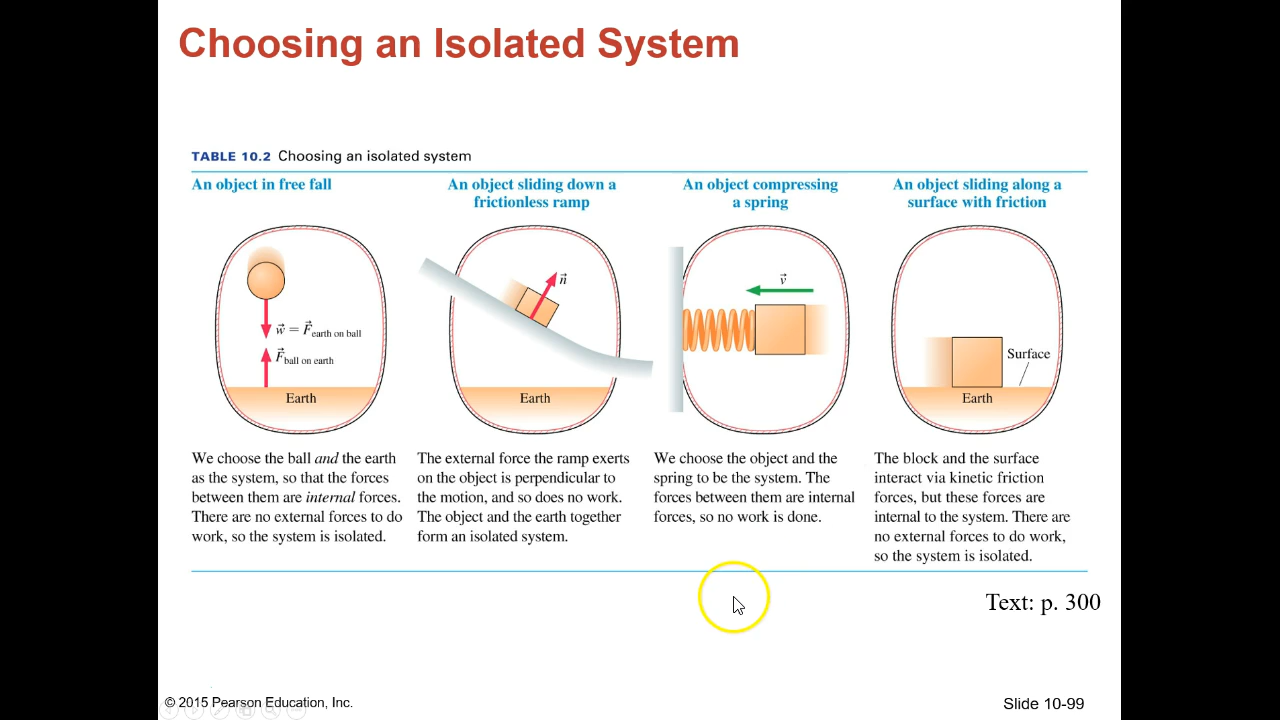 Choosing an Isolated System
TABLE 10.2 Choosing an isolated system
An object in free fall
An object sliding down a
frictionless ramp
An object compressing
a spring
An object sliding along a
surface with friction
w⃗ = F⃗ earth on ball
F⃗ ball on earth
Earth
n⃗
Earth
v⃗
Surface
Earth
We choose the ball and the earth
as the system, so that the forces
between them are internal forces.
There are no external forces to do
work, so the system is isolated.
The external force the ramp exerts
on the object is perpendicular to
the motion, and so does no work.
The object and the earth together
form an isolated system.
We choose the object and the
spring to be the system. The
forces between them are internal
forces, so no work is done.
The block and the surface
interact via kinetic friction
forces, but these forces are
internal to the system. There are
no external forces to do work,
so the system is isolated.
Text: p. 300
© 2015 Pearson Education, Inc.
Slide 10-99